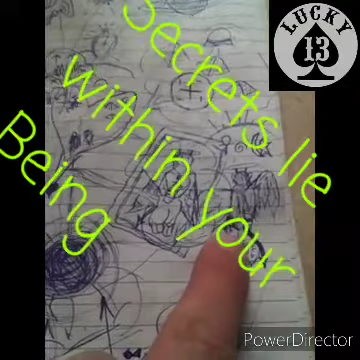 Secrets lie
within your
Being
LUCKY
13
PowerDirector